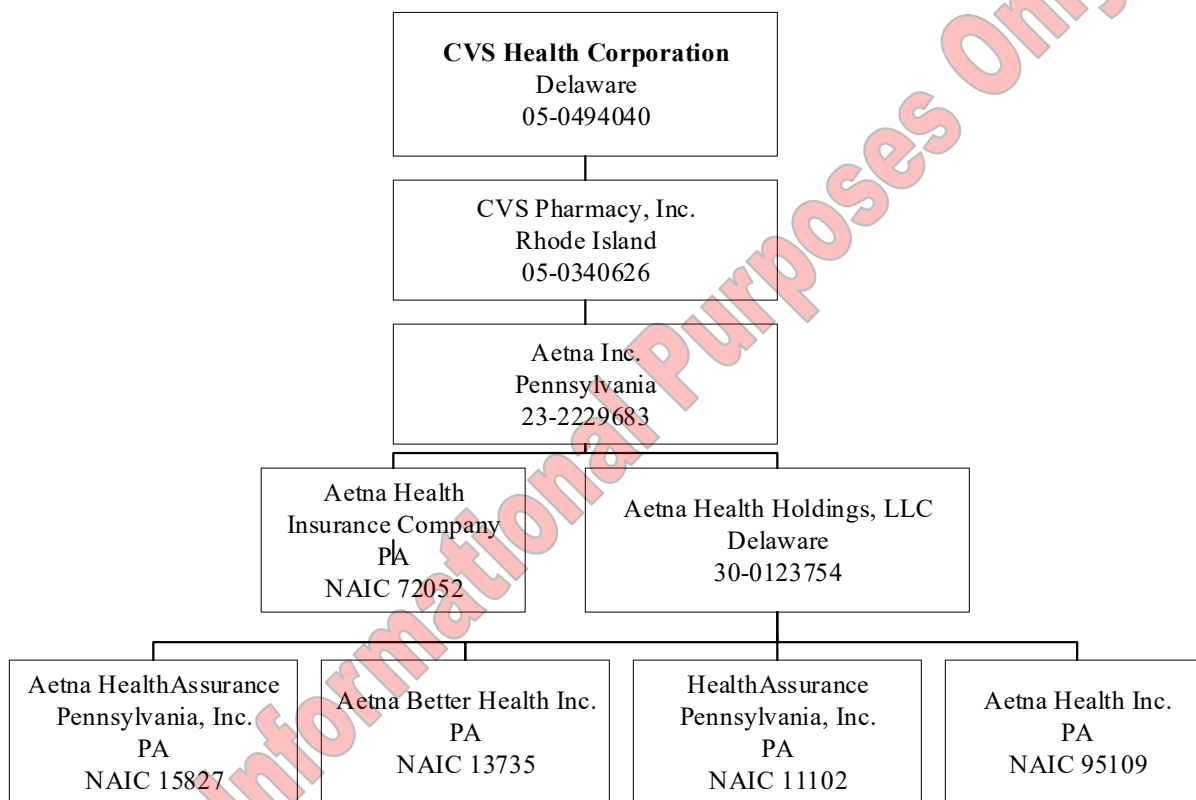 CVS Health Corporation
Delaware
05-0494040
CVS Pharmacy, Inc.
Rhode Island
05-0340626
Aetna Inc.
Pennsylvania
23-2229683
Aetna Health
Insurance Company
PA
NAIC 72052
Aetna Health Holdings, LLC
Delaware
30-0123754
Aetna HealthAssurance
Pennsylvania, Inc.
PA
NAIC 15827
Aetna Better Health Inc.
PA
NAIC 13735
HealthAssurance
Pennsylvania, Inc.
PA
NAIC 11102
Aetna Health Inc.
PA
NAIC 95109
Informational Purposes Only